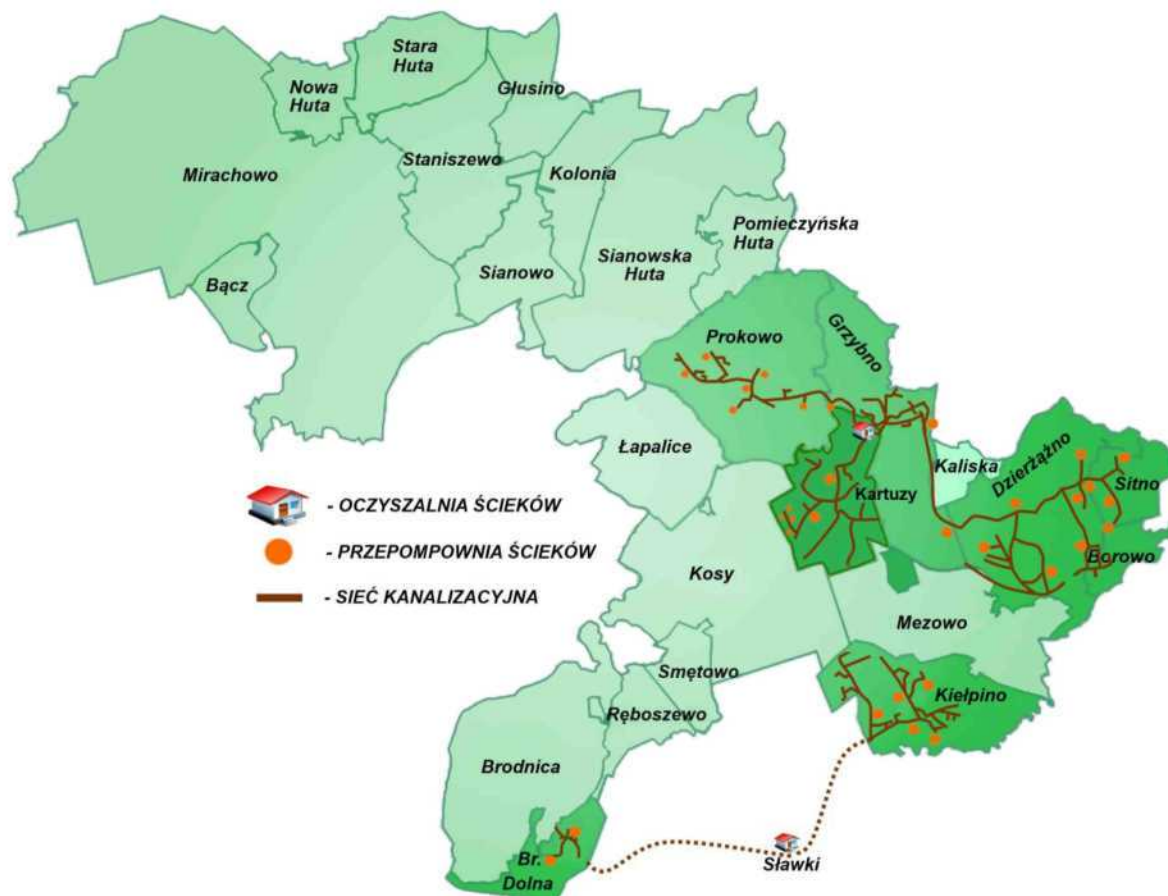 Stara
Huta
Nowa
Huta
Głusino
Mirachowo
Staniszewo
Kolonia
Pomieczyńska
Huta
Sianowska
Huta
Sianowo
Bącz
Prokowo
Grzybno
Łapalice
Kaliska
Dzierżążno
Sitno
Kartuzy
Borowo
- OCZYSZALNIA ŚCIEKÓW
- PRZEPOMPOWNIA ŚCIEKÓW
- SIEĆ KANALIZACYJNA
Kosy
Mezowo
Smętowo
Kiełpino
Ręboszewo
Brodnica
Br.
Dolna
Sławki